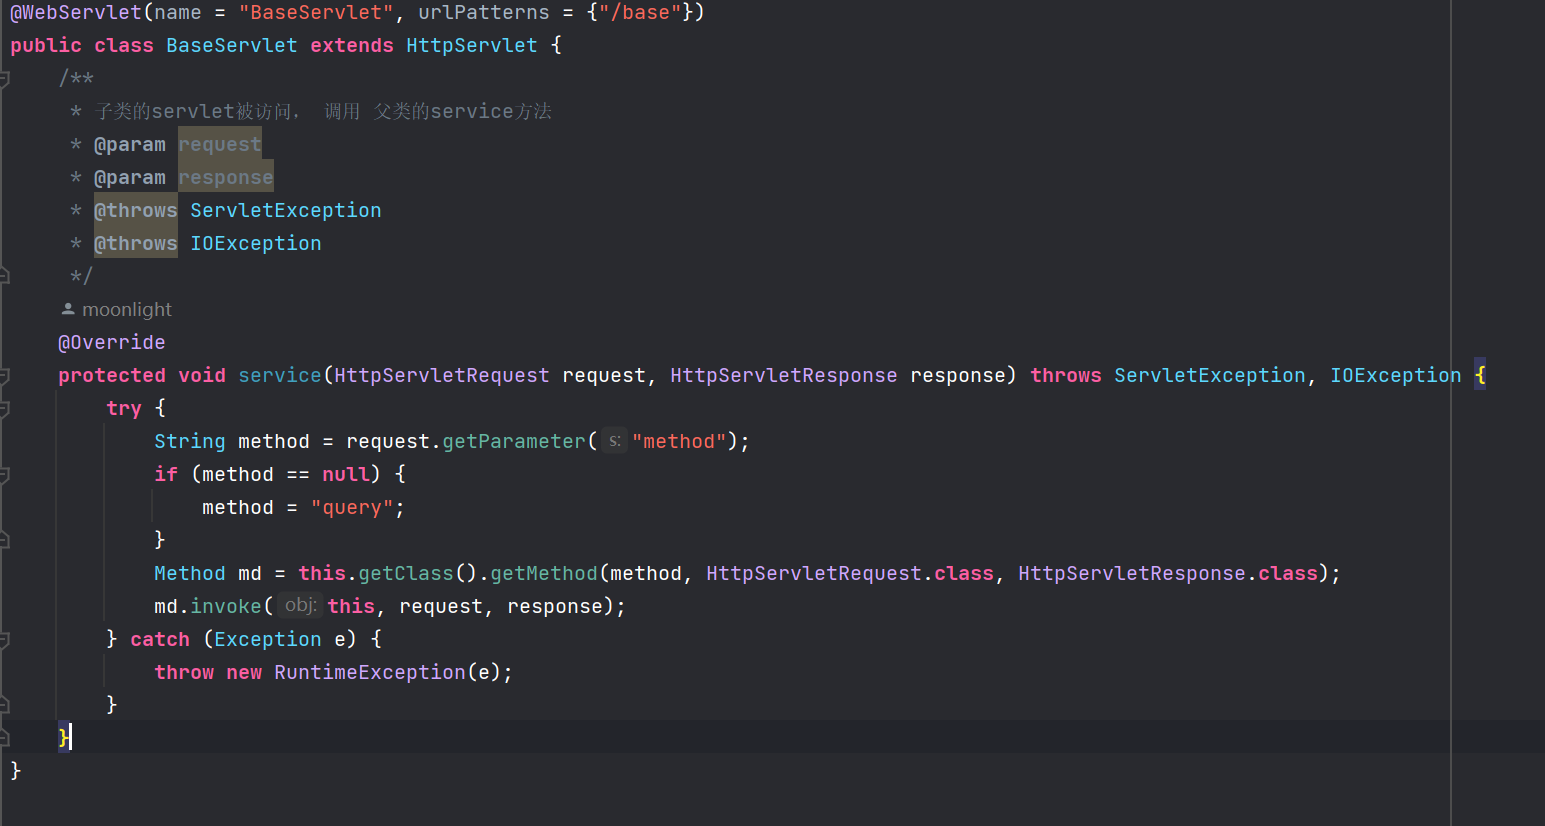 @WebServlet(name = "BaseServlet", urlPatterns = {"/base"})
public class BaseServlet extends HttpServlet {
    /**
     * 子类的servlet被访问， 调用 父类的service方法
     * @param request
     * @param response
     * @throws ServletException
     * @throws IOException
     */
    moonlight
    @Override
    protected void service(HttpServletRequest request, HttpServletResponse response) throws ServletException, IOException {
        try {
            String method = request.getParameter( s: "method");
            if (method == null) {
                method = "query";
            }
            Method md = this.getClass().getMethod(method, HttpServletRequest.class, HttpServletResponse.class);
            md.invoke( obj: this, request, response);
        } catch (Exception e) {
            throw new RuntimeException(e);
        }
    }
}